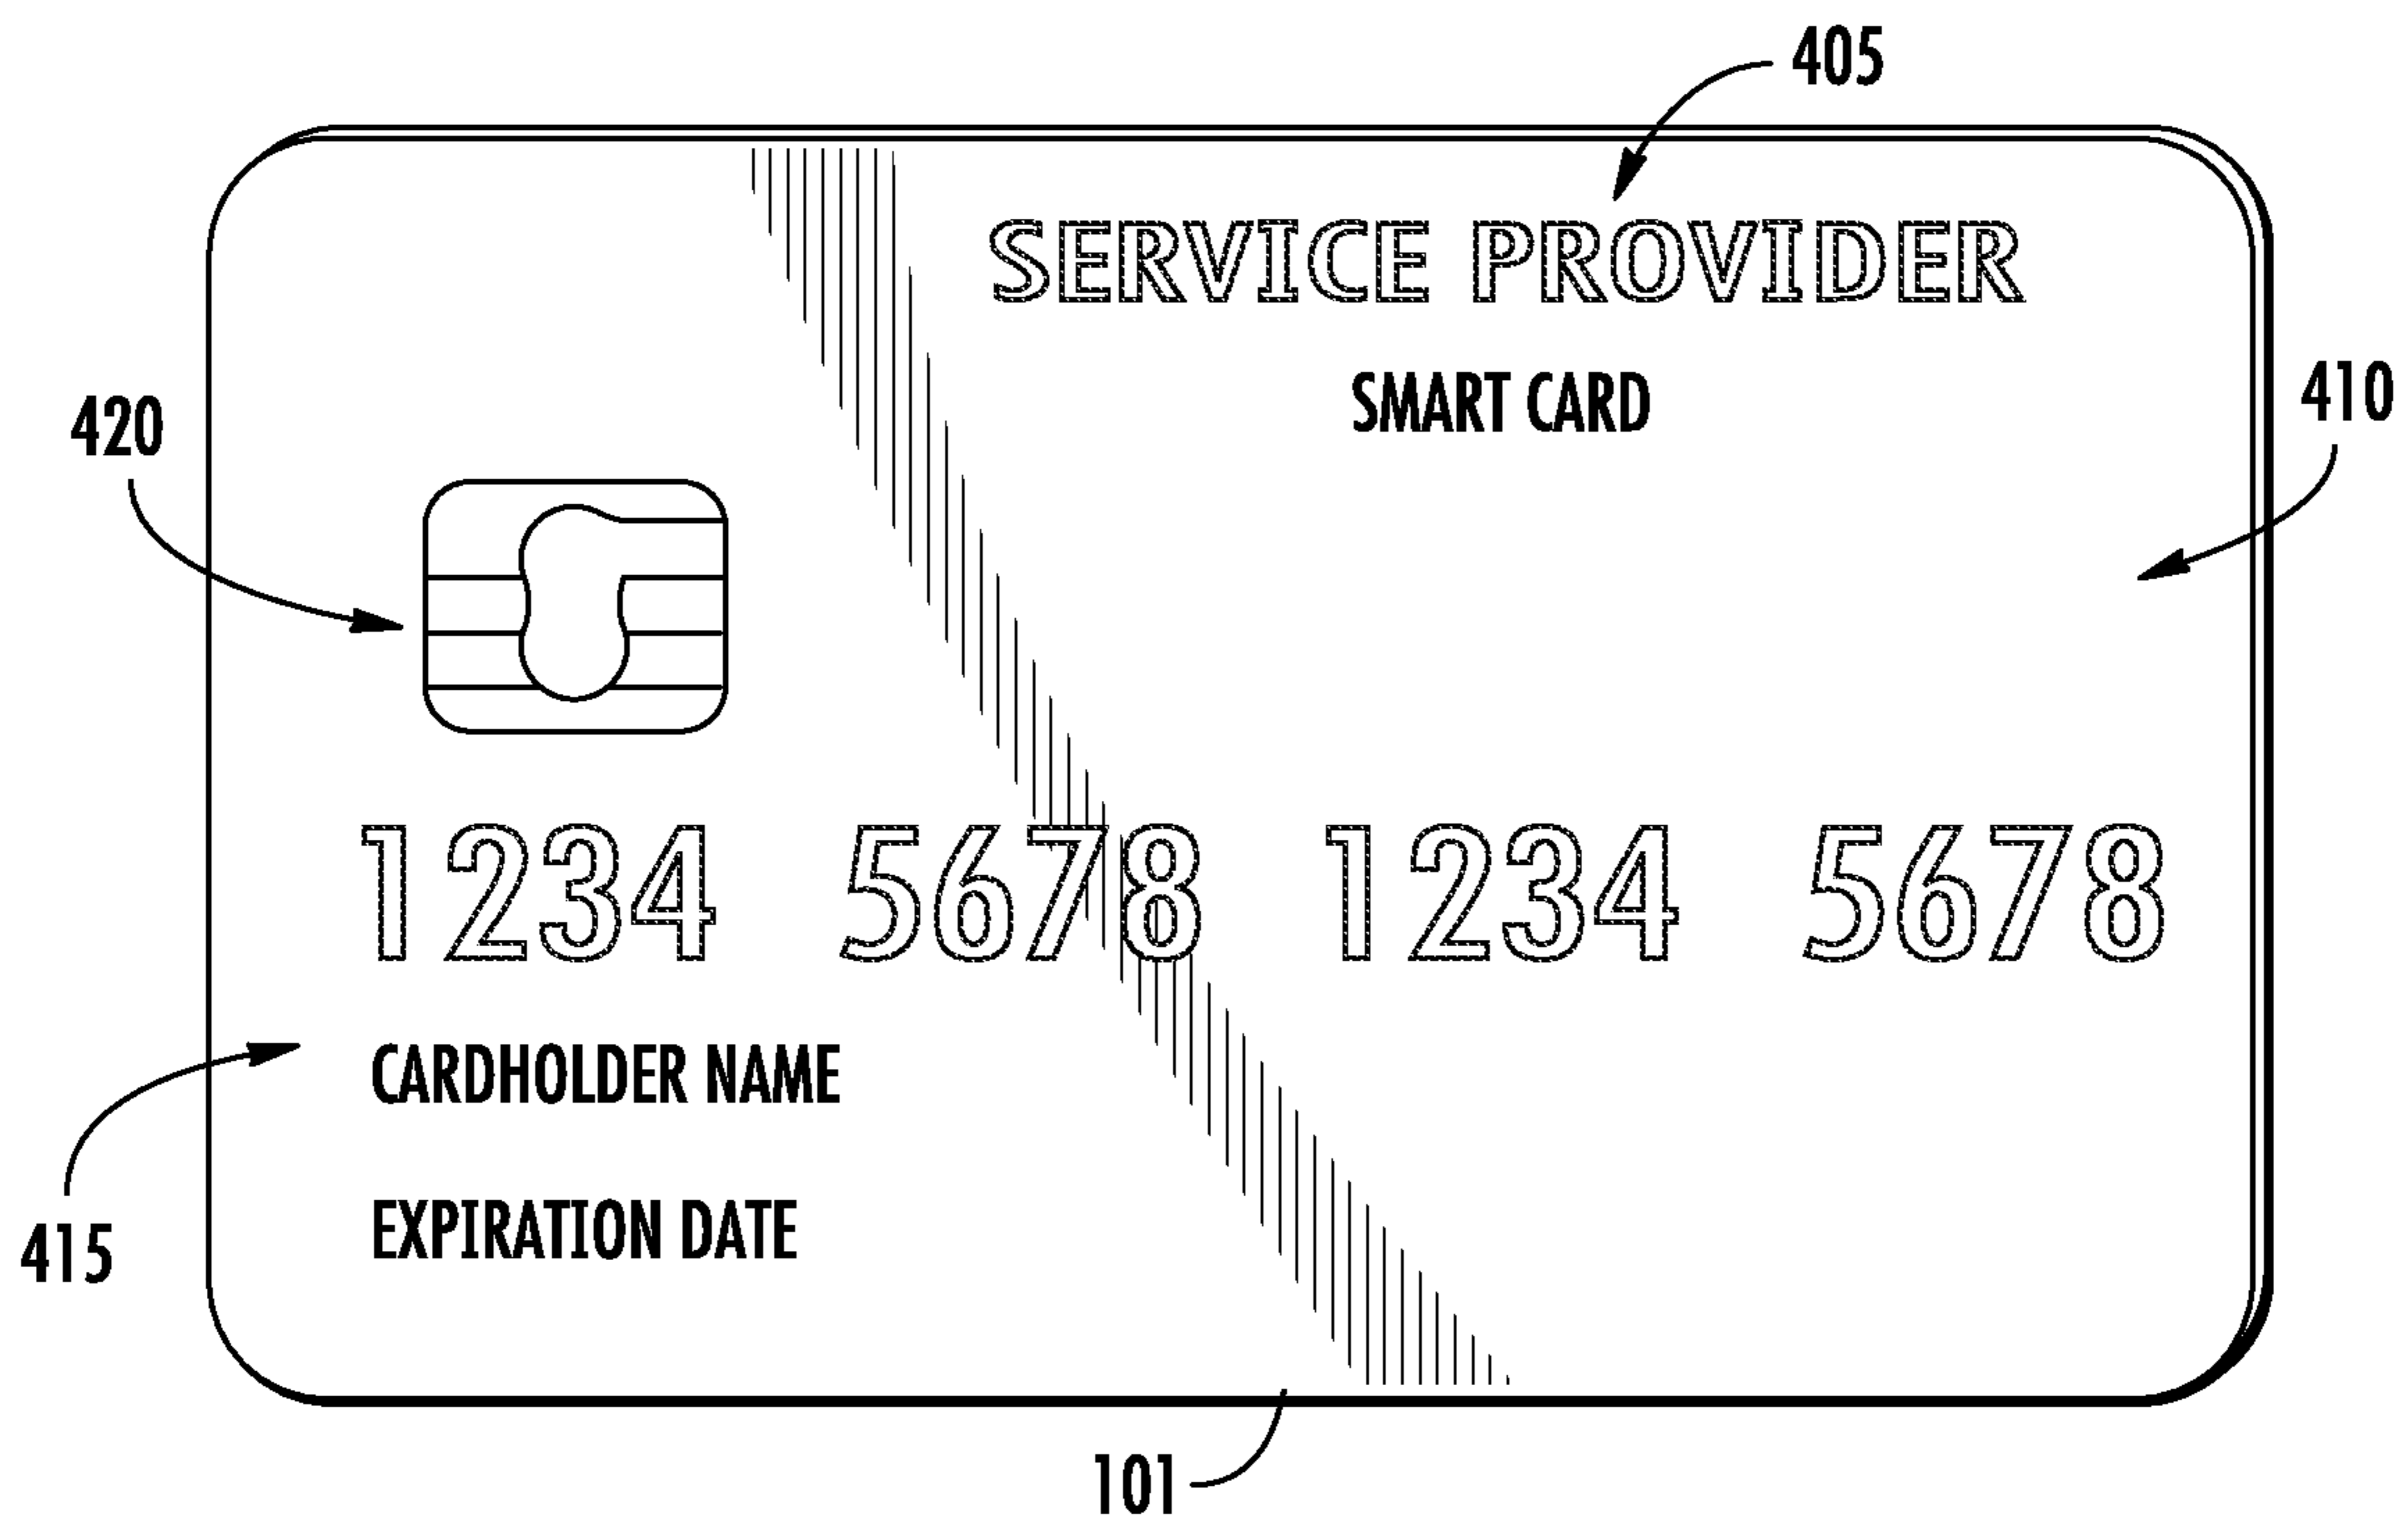 405
SERVICE PROVIDER
SMART CARD
410
420
1234 5678 1234 5678
CARDHOLDER NAME
EXPIRATION DATE
415
101